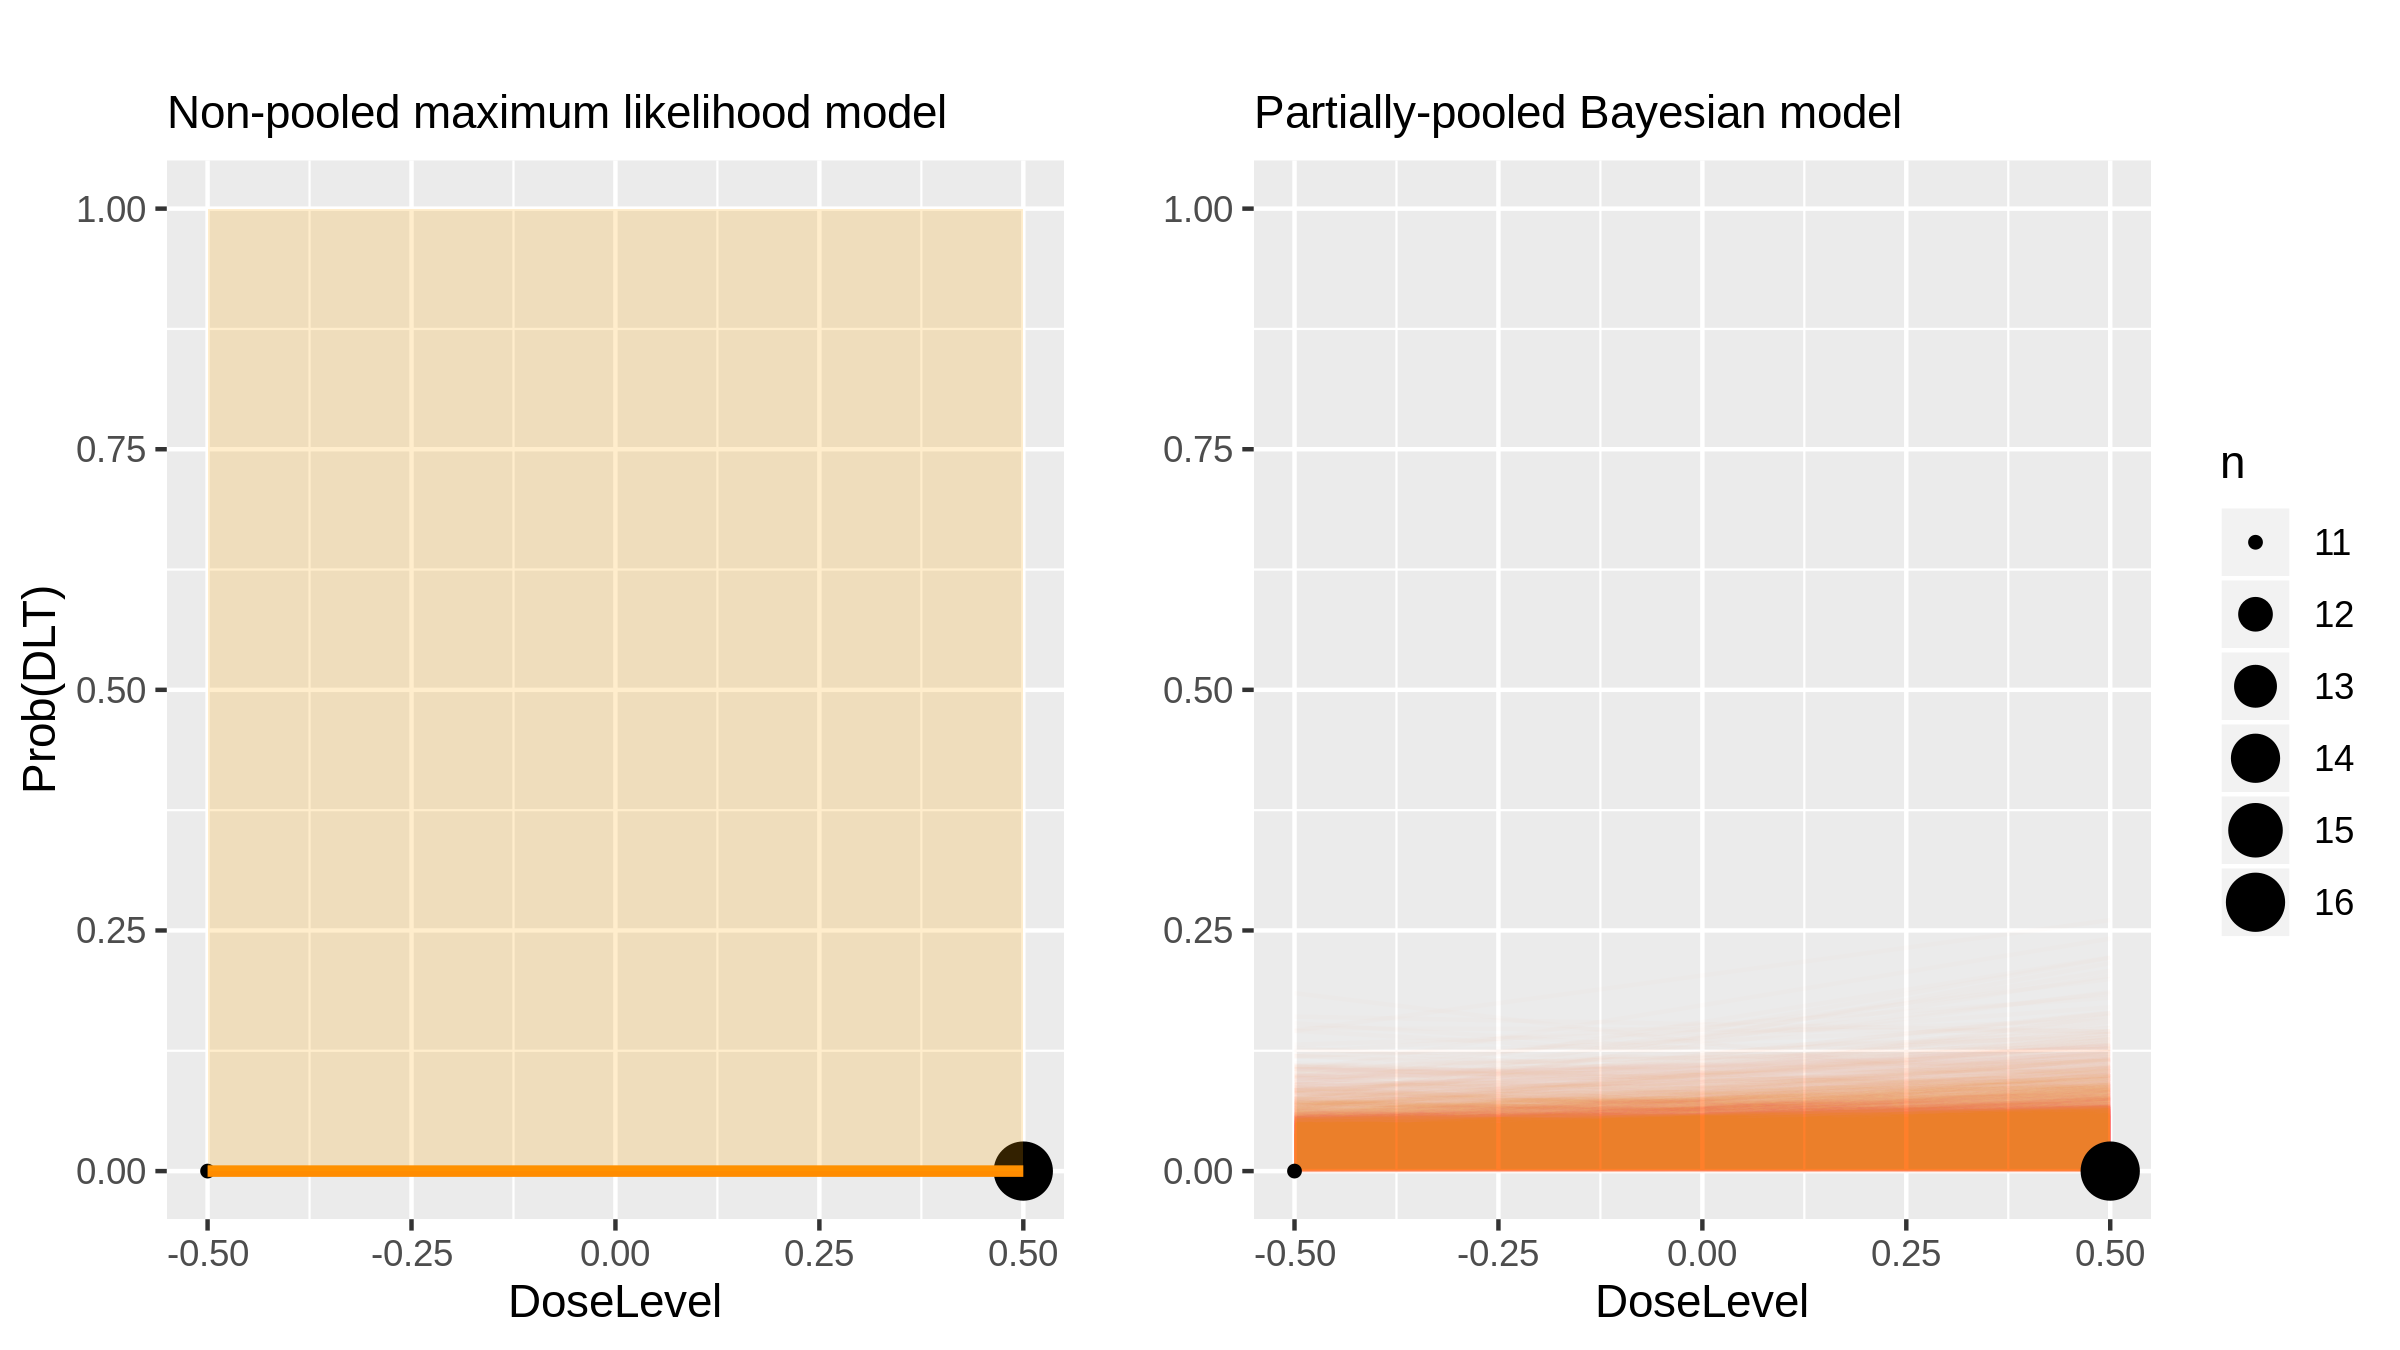 Non-pooled maximum likelihood model
Prob(DLT)
1.00
0.75
0.50
0.25
0.00
-0.50 -0.25 0.00 0.25 0.50
DoseLevel
Partially-pooled Bayesian model
1.00
0.75
0.50
0.25
0.00
-0.50 -0.25 0.00 0.25 0.50
DoseLevel
n
11
12
13
14
15
16